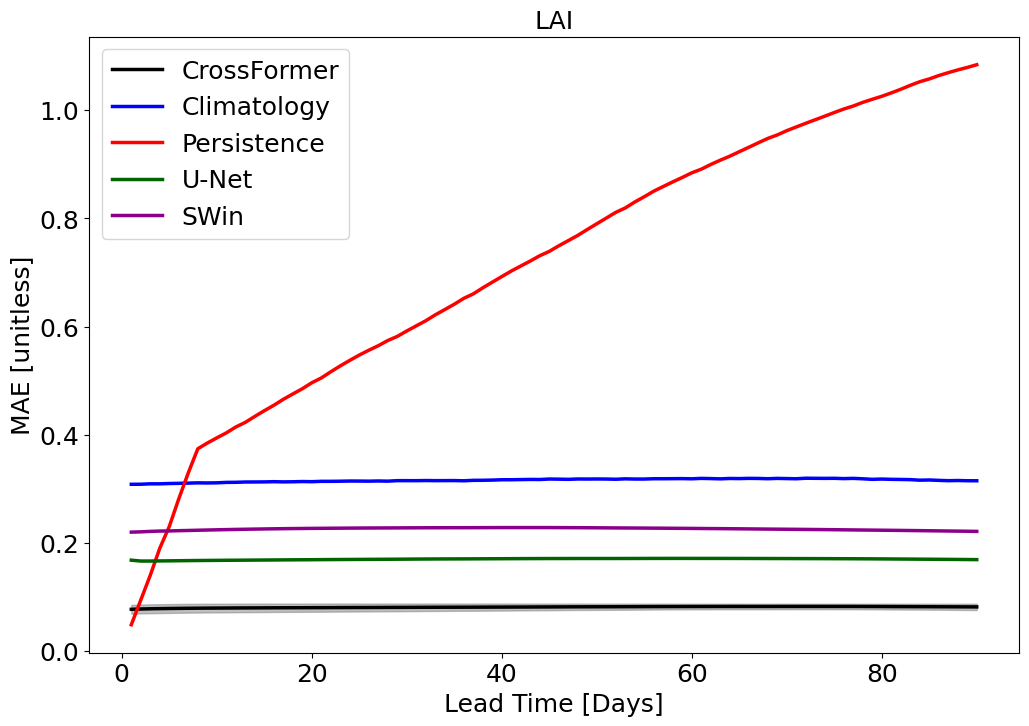 LAI
CrossFormer
Climatology
Persistence
U-Net
SWin
MAE [unitless]
1.0
0.8
0.6
0.4
0.2
0.0
0 20 40 60 80
Lead Time [Days]